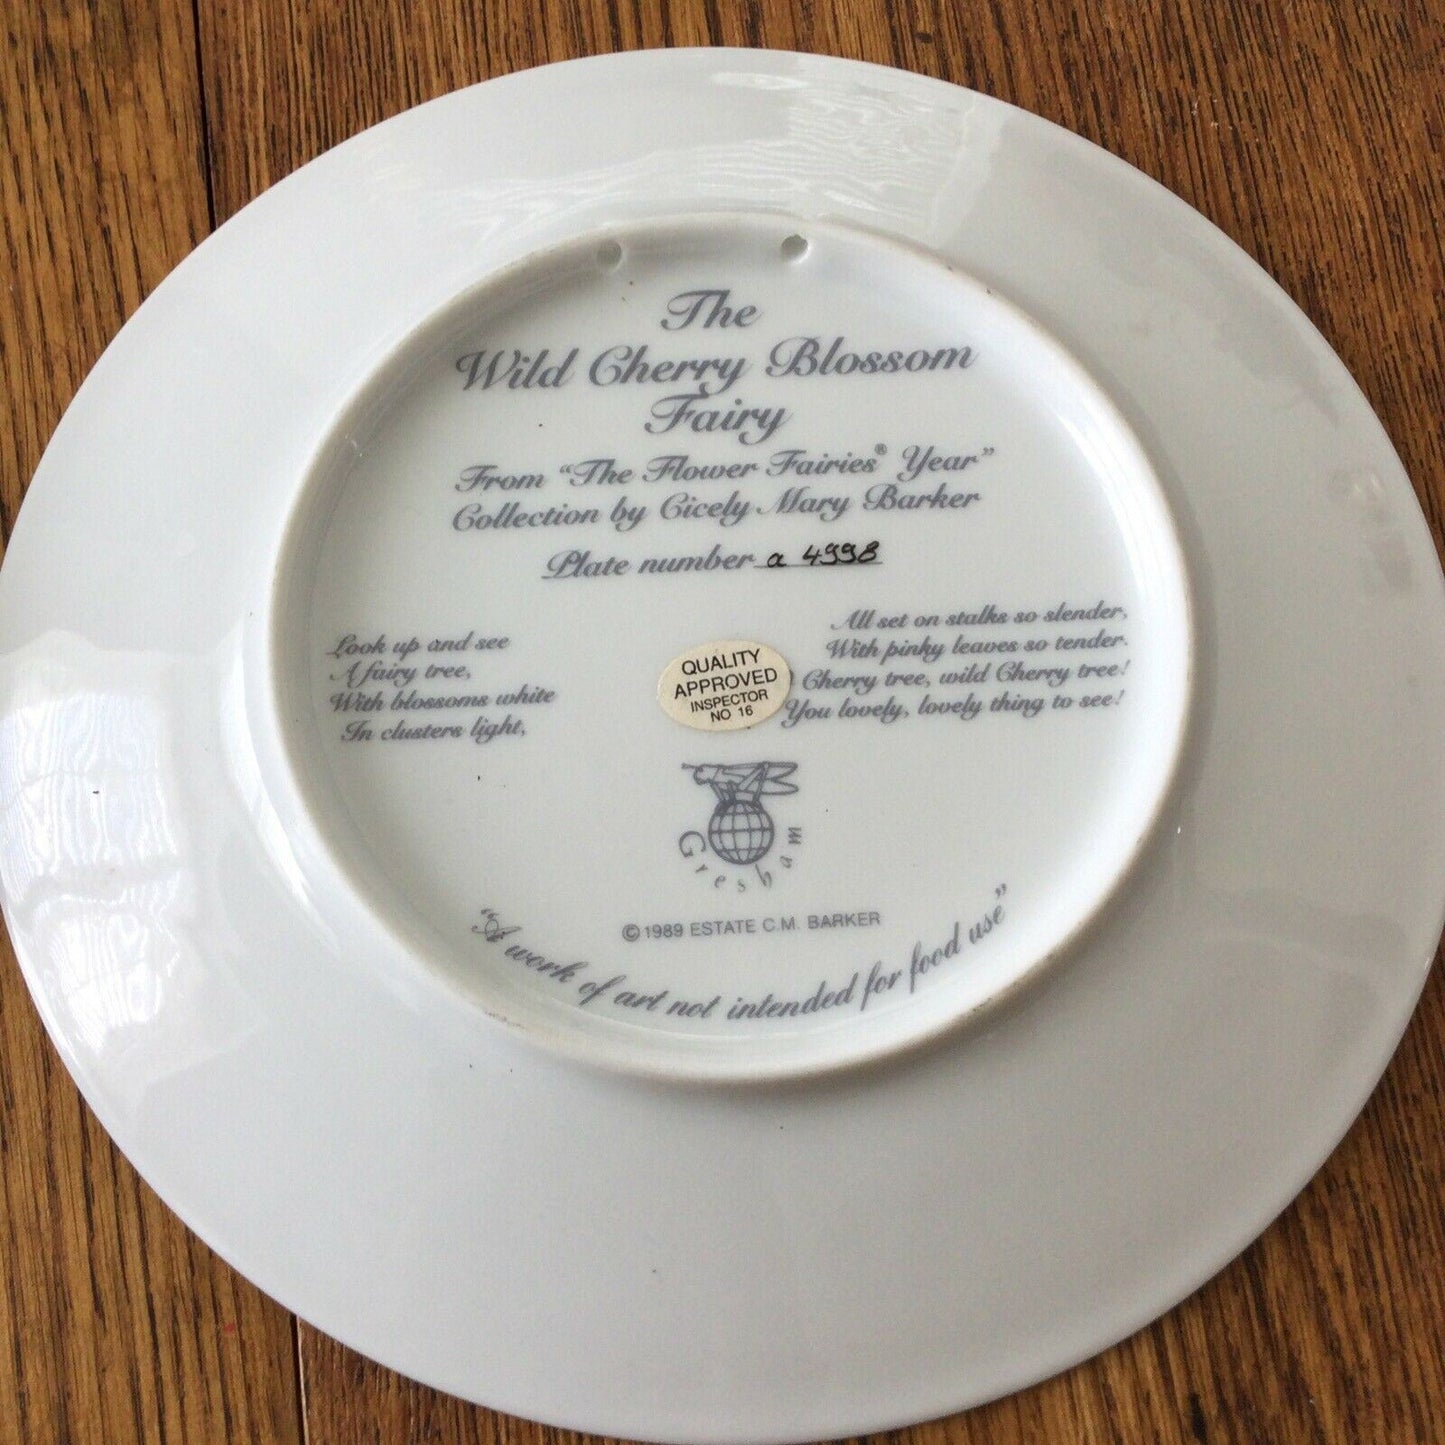 The
Wild Cherry Blossom
Fairy
From “The Flower Fairies® Year”
Collection by Cicely Mary Barker
Plate number a 4998
Look up and see
A fairy tree,
With blossoms white
In clusters light,
All set on stalks so slender,
With pinky leaves so tender.
Cherry tree, wild Cherry tree!
You lovely, lovely thing to see!
QUALITY
APPROVED
INSPECTOR
NO 16
Gresham
© 1989 ESTATE C.M. BARKER
“A work of art not intended for food use”